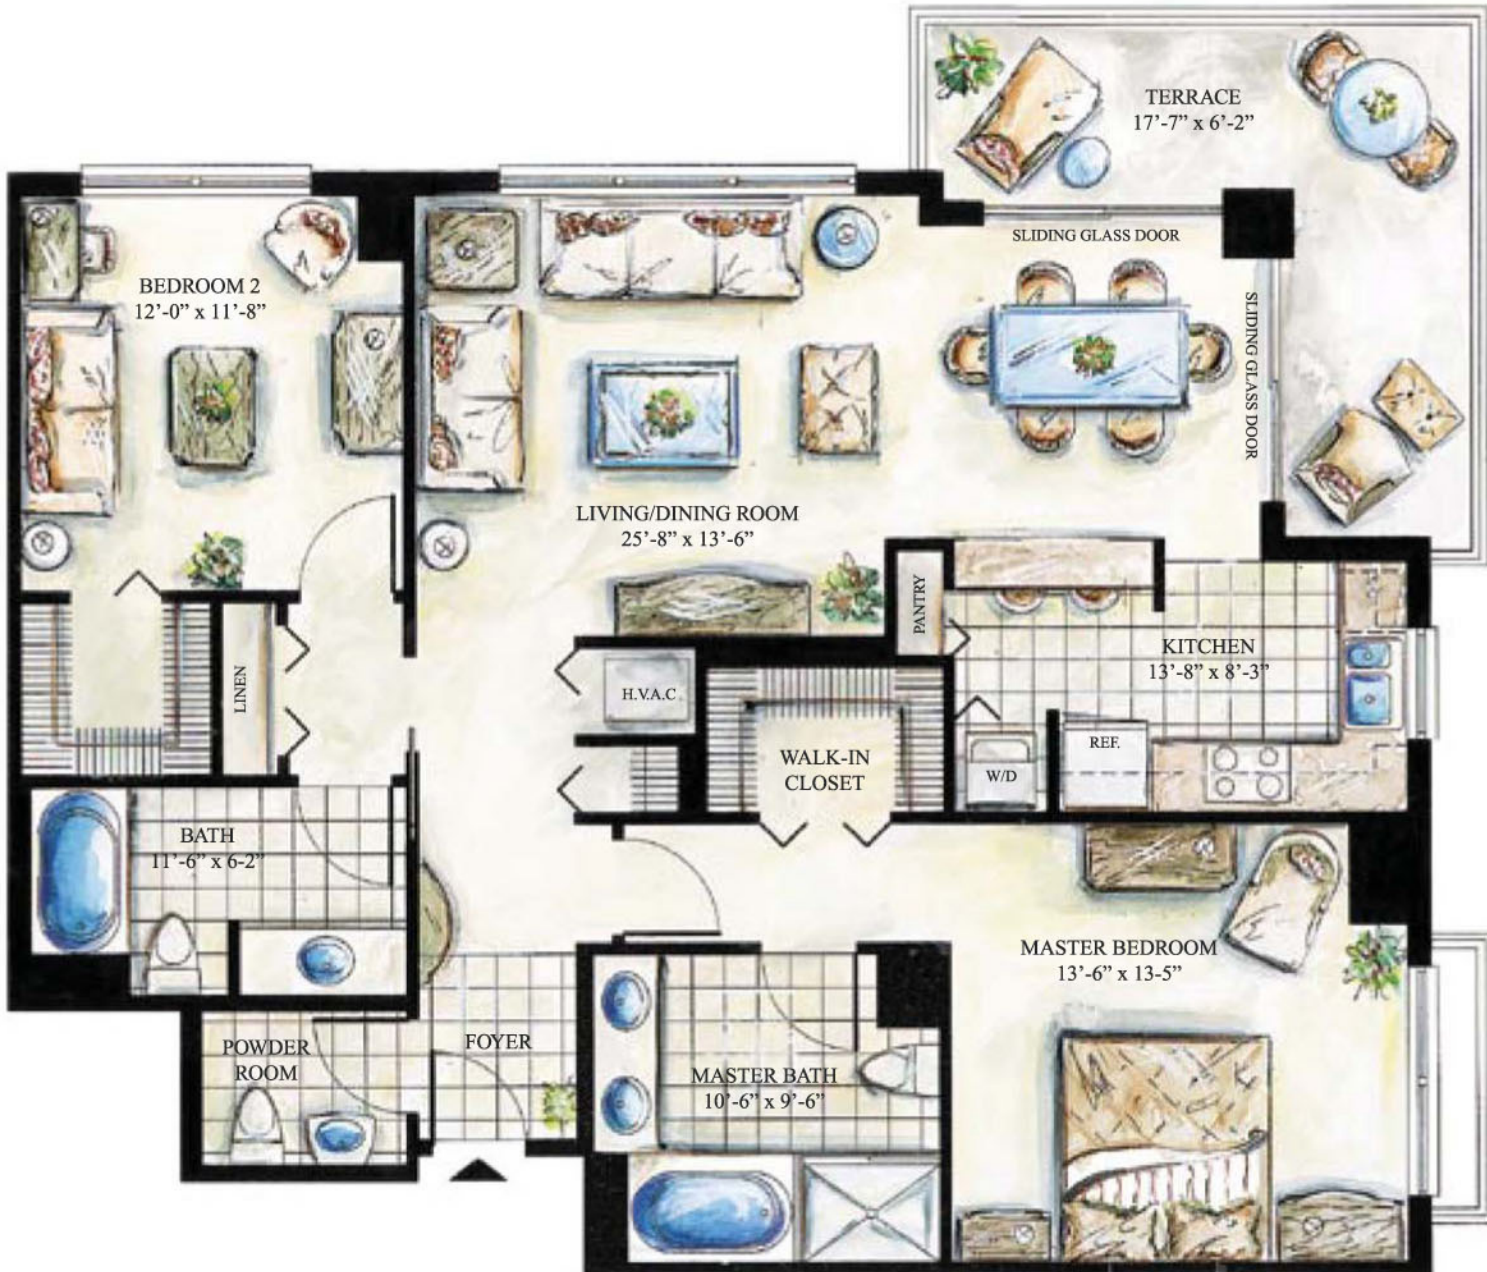 TERRACE
17’-7” x 6’-2”
SLIDING GLASS DOOR
BEDROOM 2
12’-0” x 11’-8”
SLIDING GLASS DOOR
LIVING/DINING ROOM
25’-8” x 13’-6”
PANTRY
KITCHEN
13’-8” x 8’-3”
LINEN
H.V.A.C
REF.
WALK-IN
CLOSET
W/D
BATH
11’-6” x 6-2”
MASTER BEDROOM
13’-6” x 13-5”
FOYER
POWDER
ROOM
MASTER BATH
10’-6” x 9’-6”